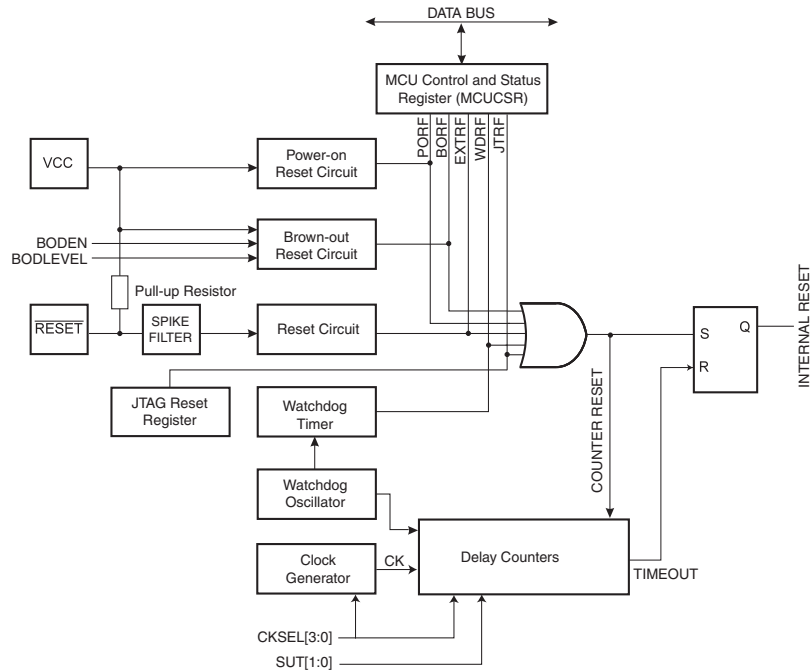 DATA BUS
MCU Control and Status
Register (MCUCSR)
PORF
BORF
EXTRF
WDRF
JTRF
VCC
Power-on
Reset Circuit
BODEN
BODLEVEL
Brown-out
Reset Circuit
Pull-up Resistor
RESET
SPIKE
FILTER
Reset Circuit
JTAG Reset
Register
Watchdog
Timer
Watchdog
Oscillator
Clock
Generator
CK
Delay Counters
COUNTER RESET
TIMEOUT
S
R
Q
INTERNAL RESET
CKSEL[3:0]
SUT[1:0]